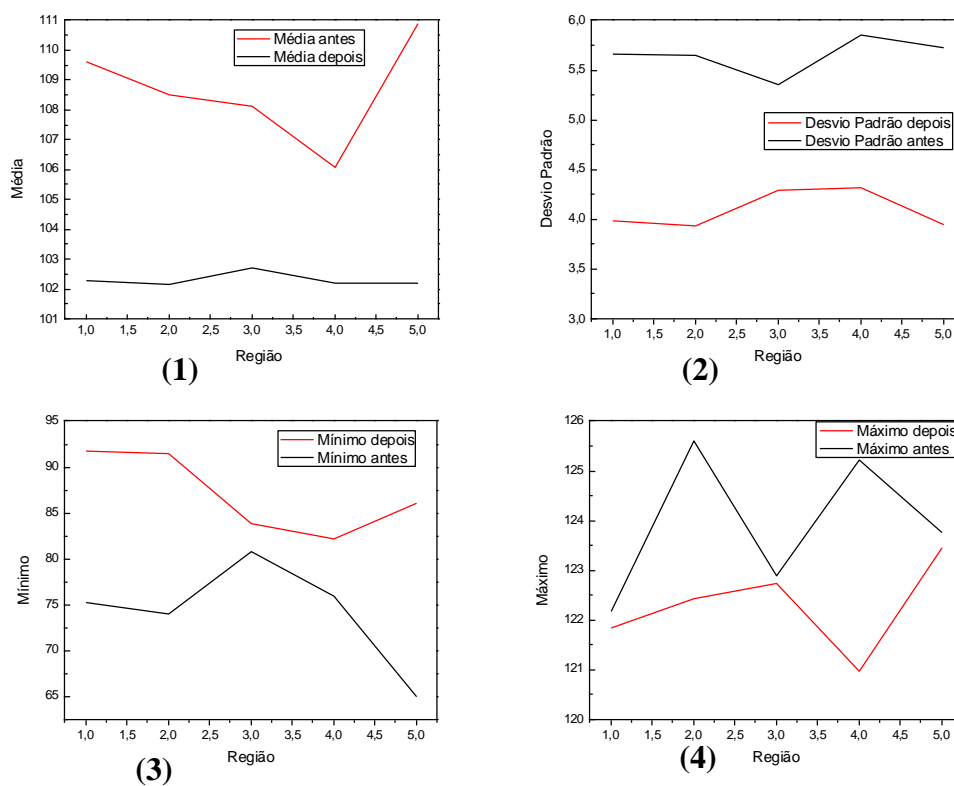 111
110
109
108
107
106
105
104
103
102
101
Média
Média antes
Média depois
1,0 1,5 2,0 2,5 3,0 3,5 4,0 4,5 5,0
Região
(1)
6,0
5,5
5,0
4,5
4,0
3,5
3,0
Desvio Padrão
Desvio Padrão depois
Desvio Padrão antes
1,0 1,5 2,0 2,5 3,0 3,5 4,0 4,5 5,0
Região
(2)
95
90
85
80
75
70
65
Mínimo
Mínimo depois
Mínimo antes
1,0 1,5 2,0 2,5 3,0 3,5 4,0 4,5 5,0
Região
(3)
126
125
124
123
122
121
120
Máximo
Máximo depois
Máximo antes
1,0 1,5 2,0 2,5 3,0 3,5 4,0 4,5 5,0
Região
(4)